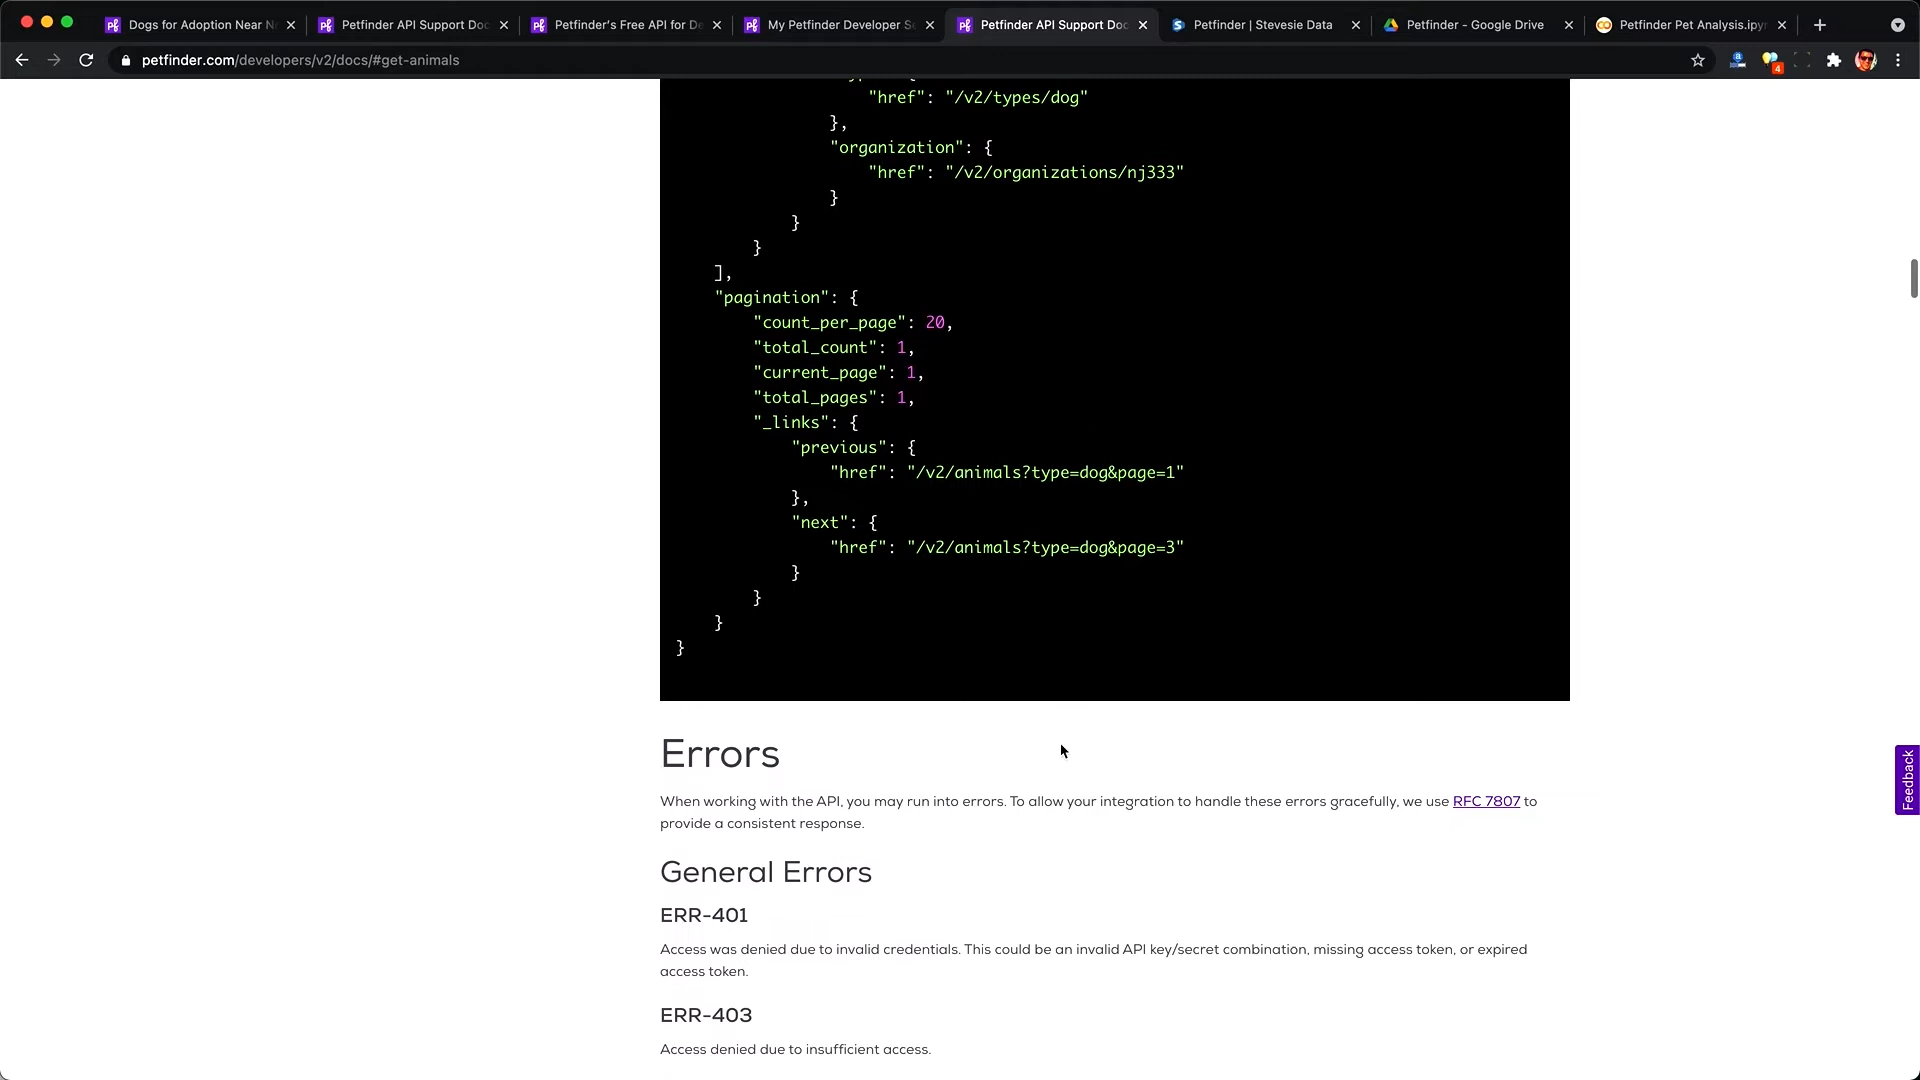 Dogs for Adoption Near N
Petfinder API Support Doc
Petfinder's Free API for De
My Petfinder Developer Se
Petfinder API Support Doc
Petfinder | Stevesie Data
Petfinder - Google Drive
Petfinder Pet Analysis.ipyn
petfinder.com/developers/v2/docs/#get-animals
4
"href": "/v2/types/dog"
},
"organization": {
"href": "/v2/organizations/nj333"
}
}
}
],
"pagination": {
"count_per_page": 20,
"total_count": 1,
"current_page": 1,
"total_pages": 1,
"_links": {
"previous": {
"href": "/v2/animals?type=dog&page=1"
},
"next": {
"href": "/v2/animals?type=dog&page=3"
}
}
}
}
Errors
Feedback
When working with the API, you may run into errors. To allow your integration to handle these errors gracefully, we use RFC 7807 to
provide a consistent response.
General Errors
ERR-401
Access was denied due to invalid credentials. This could be an invalid API key/secret combination, missing access token, or expired
access token.
ERR-403
Access denied due to insufficient access.